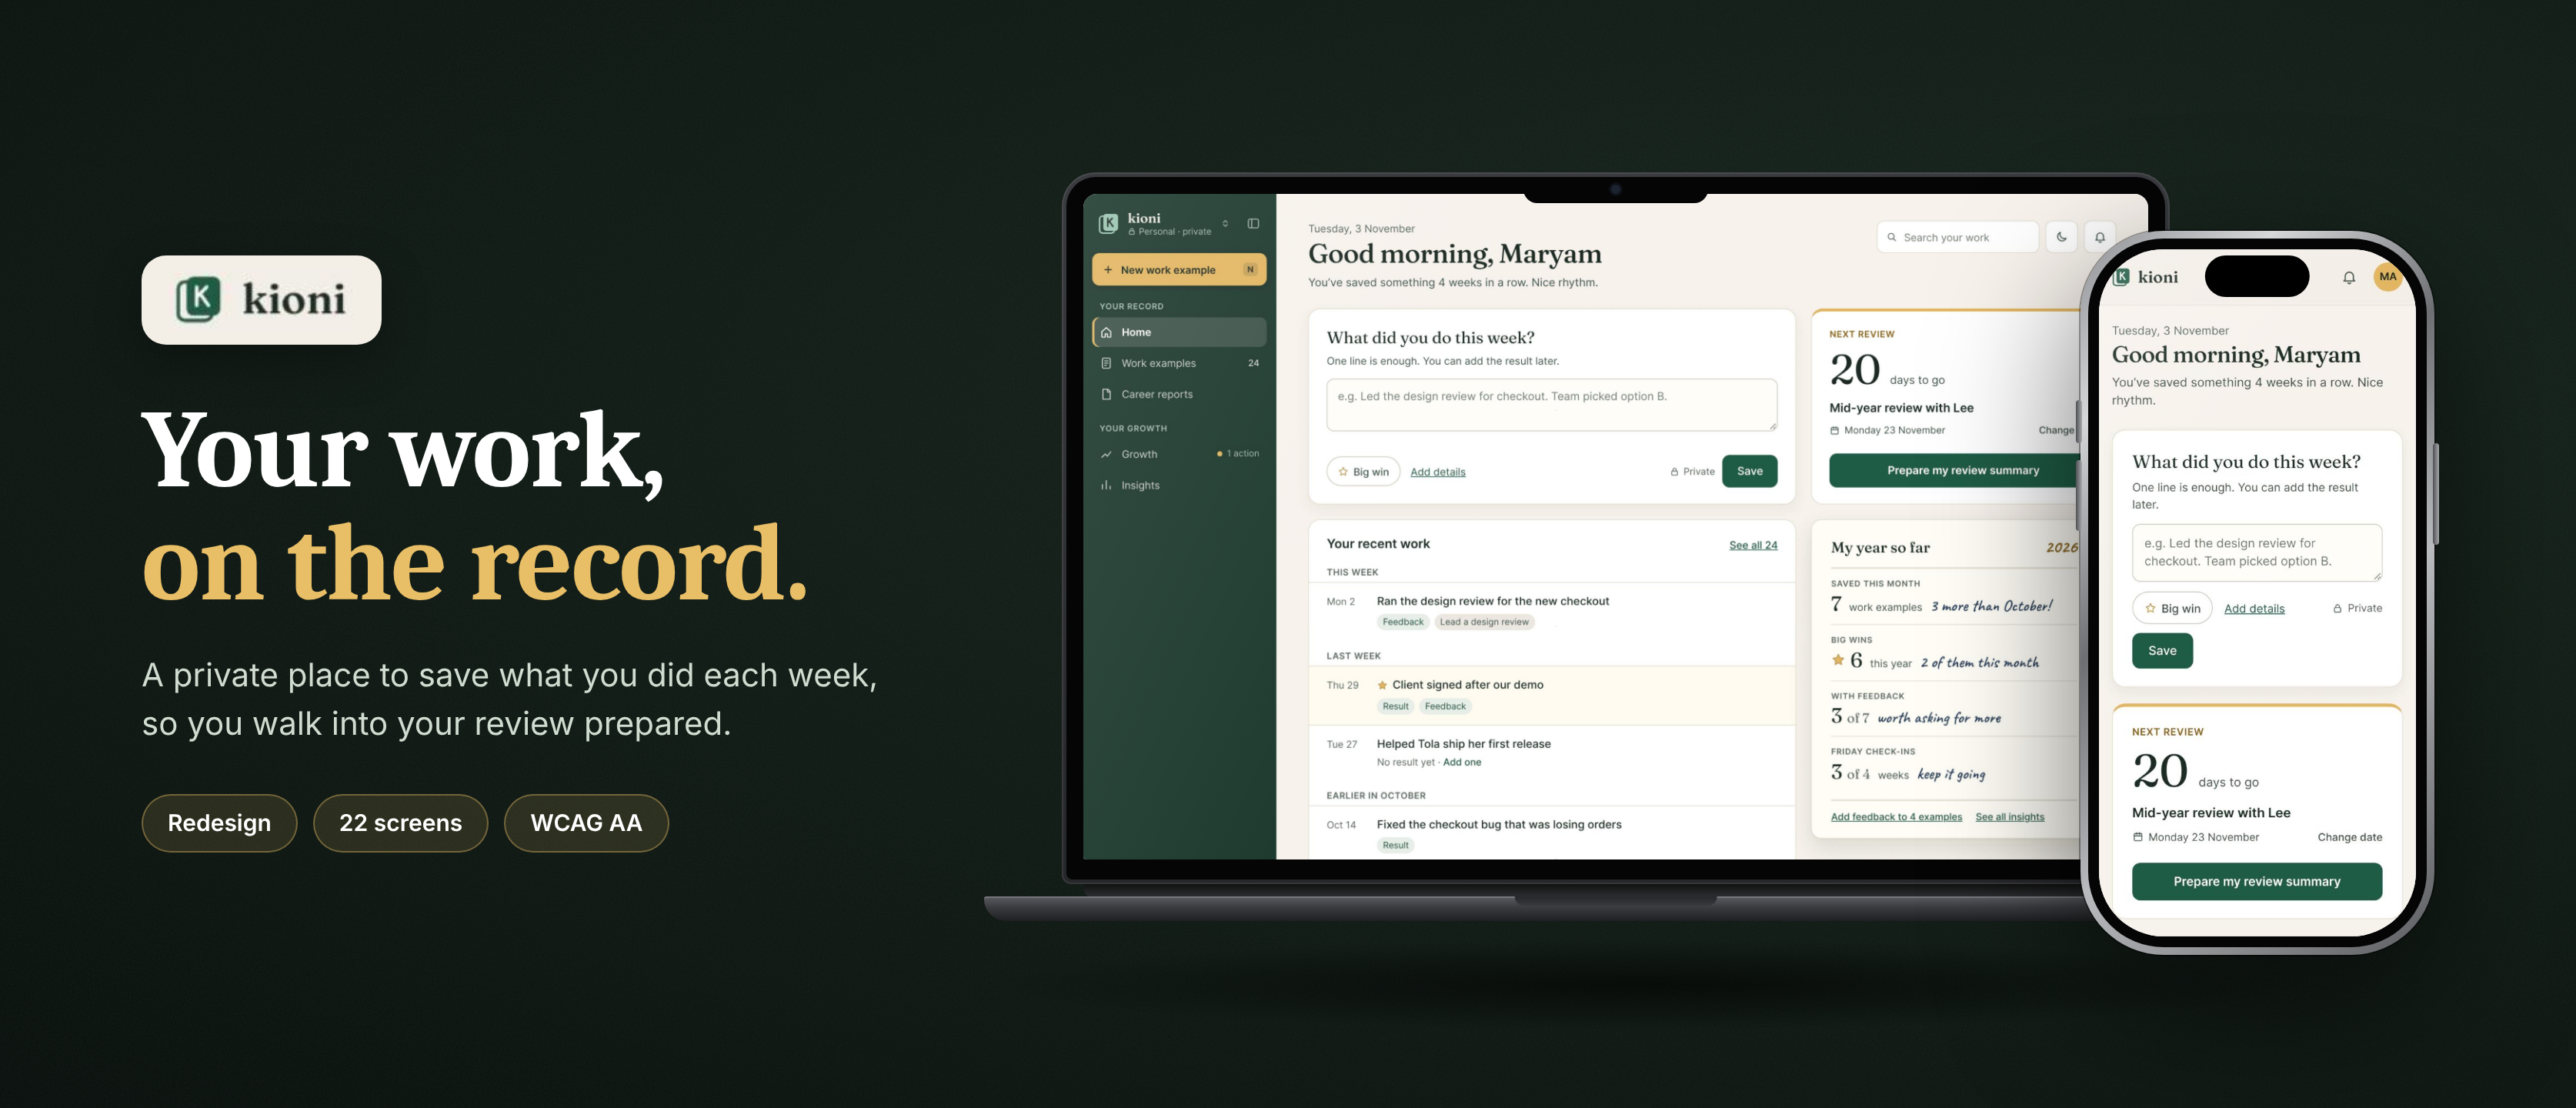 K kioni
Your work,
on the record.
A private place to save what you did each week,
so you walk into your review prepared.
Redesign
22 screens
WCAG AA
K kioni
Personal · private
+ New work example N
YOUR RECORD
Home
Work examples 24
Career reports
YOUR GROWTH
Growth 1 action
Insights
Tuesday, 3 November
Good morning, Maryam
You've saved something 4 weeks in a row. Nice rhythm.
Search your work
What did you do this week?
One line is enough. You can add the result later.
e.g. Led the design review for checkout. Team picked option B.
Big win Add details Private Save
NEXT REVIEW
20 days to go
Mid-year review with Lee
Monday 23 November Change
Prepare my review summary
Your recent work See all 24
THIS WEEK
Mon 2 Ran the design review for the new checkout
Feedback Lead a design review
LAST WEEK
Thu 29 Client signed after our demo
Result Feedback
Tue 27 Helped Tola ship her first release
No result yet · Add one
EARLIER IN OCTOBER
Oct 14 Fixed the checkout bug that was losing orders
Result
My year so far 2026
SAVED THIS MONTH
7 work examples 3 more than October!
BIG WINS
6 this year 2 of them this month
WITH FEEDBACK
3 of 7 worth asking for more
FRIDAY CHECK-INS
3 of 4 weeks keep it going
Add feedback to 4 examples See all insights
K kioni MA
Tuesday, 3 November
Good morning, Maryam
You've saved something 4 weeks in a row. Nice
rhythm.
What did you do this week?
One line is enough. You can add the result
later.
e.g. Led the design review for
checkout. Team picked option B.
Big win Add details Private
Save
NEXT REVIEW
20 days to go
Mid-year review with Lee
Monday 23 November Change date
Prepare my review summary